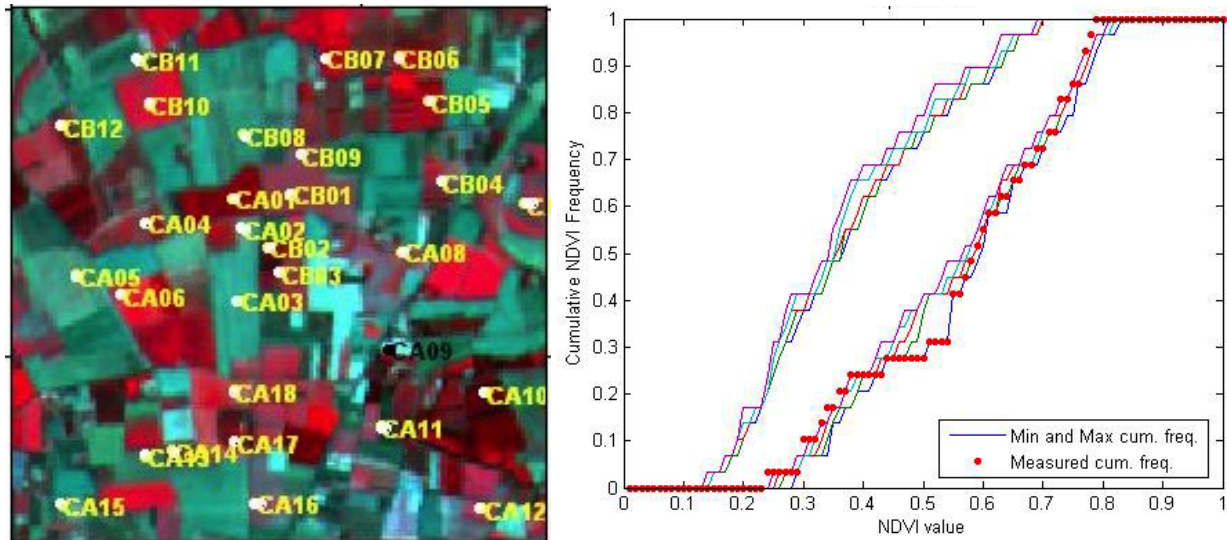 CB11
CB07
CB06
CB10
CB05
CB12
CB08
CB09
CB04
CA01
CB01
CA04
CA02
CB02
CA08
CA05
CB03
CA06
CA03
CA09
CA18
CA10
CA11
CA17
CA14
CA13
CA15
CA16
CA12
1
0.9
0.8
0.7
0.6
0.5
0.4
0.3
0.2
0.1
0
Cumulative NDVI Frequency
Min and Max cum. freq.
Measured cum. freq.
0 0.1 0.2 0.3 0.4 0.5 0.6 0.7 0.8 0.9 1
NDVI value